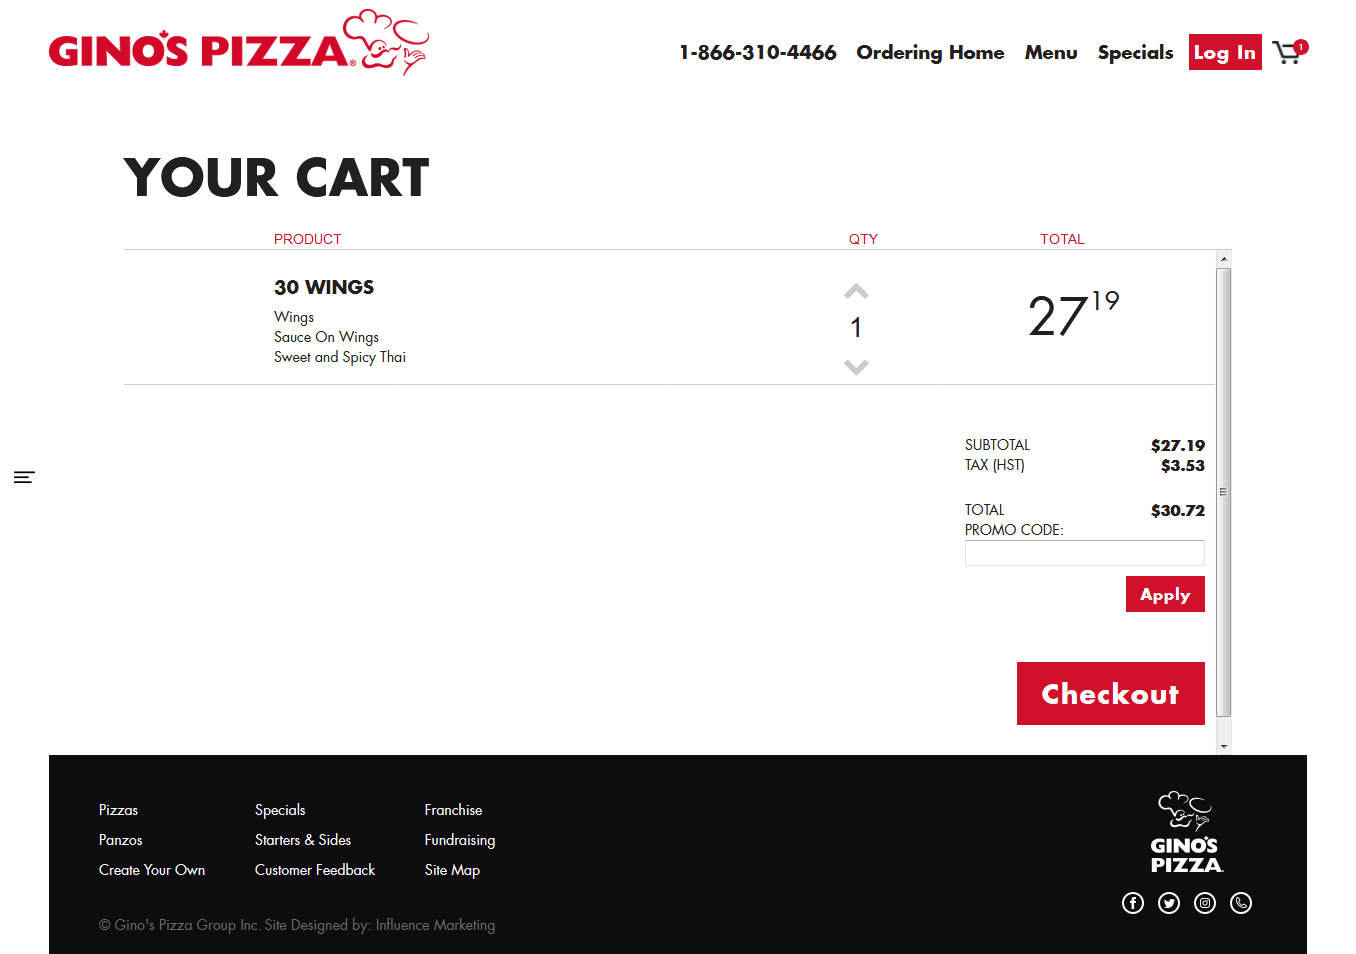 GINO'S PIZZA®
1-866-310-4466 Ordering Home Menu Specials Log In 1
YOUR CART
PRODUCT QTY TOTAL
30 WINGS
Wings
Sauce On Wings
Sweet and Spicy Thai
1
27 19
SUBTOTAL $27.19
TAX (HST) $3.53
TOTAL $30.72
PROMO CODE:
Apply
Checkout
Pizzas Specials Franchise
Panzos Starters & Sides Fundraising
Create Your Own Customer Feedback Site Map
GINO'S
PIZZA
© Gino's Pizza Group Inc. Site Designed by: Influence Marketing